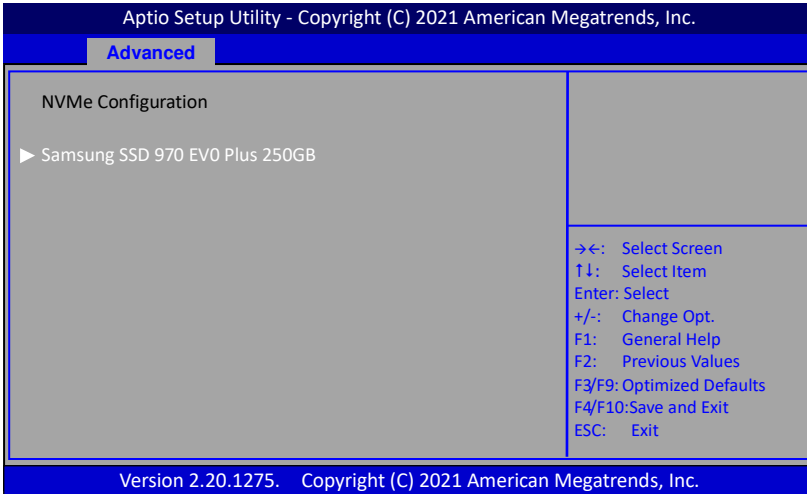 Aptio Setup Utility - Copyright (C) 2021 American Megatrends, Inc.
Advanced
NVMe Configuration
▶ Samsung SSD 970 EV0 Plus 250GB
→←: Select Screen
↑↓: Select Item
Enter: Select
+/-: Change Opt.
F1: General Help
F2: Previous Values
F3/F9: Optimized Defaults
F4/F10:Save and Exit
ESC: Exit
Version 2.20.1275. Copyright (C) 2021 American Megatrends, Inc.